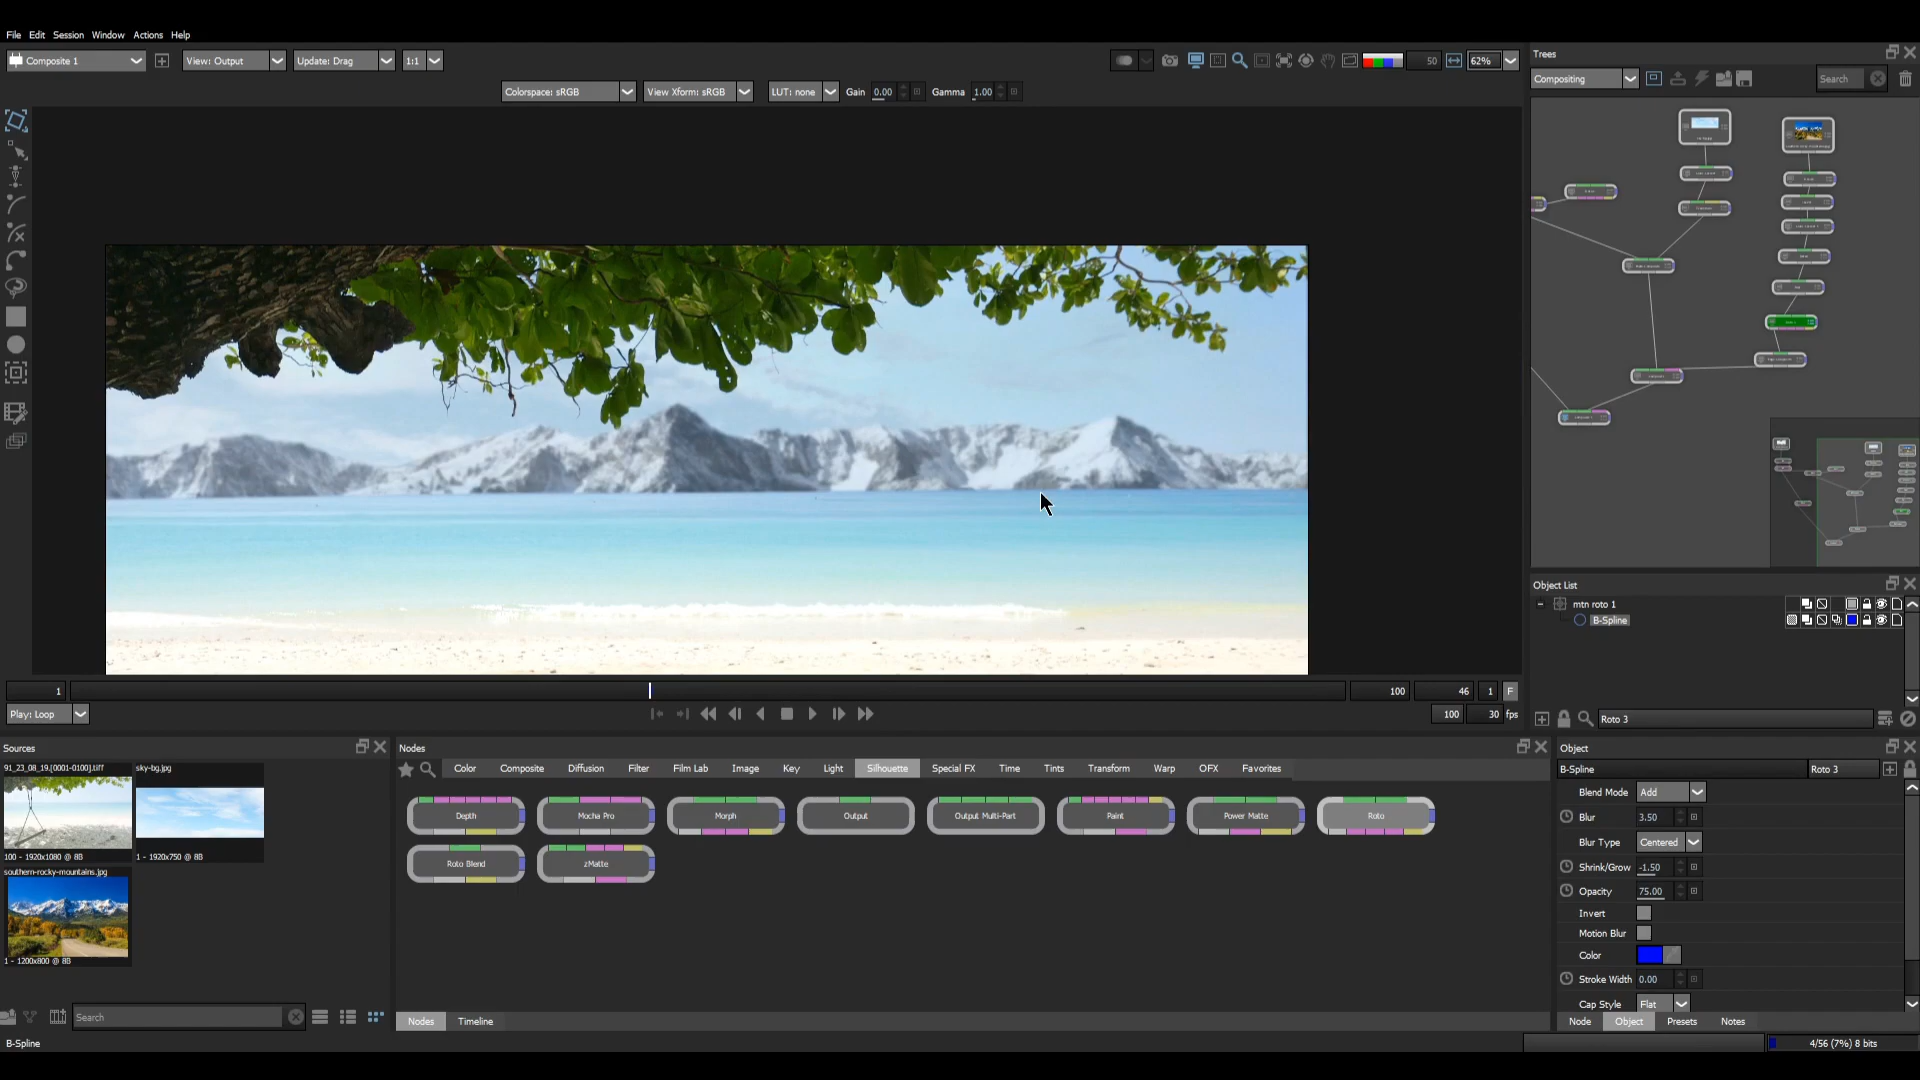 File Edit Session Window Actions Help
Composite 1
View: Output
Update: Drag
1:1
50
62%
Colorspace: sRGB
View Xform: sRGB
LUT: none
Gain 0.00
Gamma 1.00
Trees
Compositing
Search
Object List
mtn roto 1
B-Spline
Roto 3
1
100
46
1
F
Play: Loop
100
30 fps
Sources
91_23_08_19.[0001-0100].tiff
sky-bg.jpg
100 - 1920x1080 @ 8B
1 - 1920x750 @ 8B
southern-rocky-mountains.jpg
1 - 1200x800 @ 8B
Search
Nodes
Color Composite Diffusion Filter Film Lab Image Key Light Silhouette Special FX Time Tints Transform Warp OFX Favorites
Depth Mocha Pro Morph Output Output Multi-Part Paint Power Matte Roto
Roto Blend zMatte
Nodes Timeline
Object
B-Spline Roto 3
Blend Mode Add
Blur 3.50
Blur Type Centered
Shrink/Grow -1.50
Opacity 75.00
Invert
Motion Blur
Color
Stroke Width 0.00
Cap Style Flat
Node Object Presets Notes
B-Spline
4/56 (7%) 8 bits